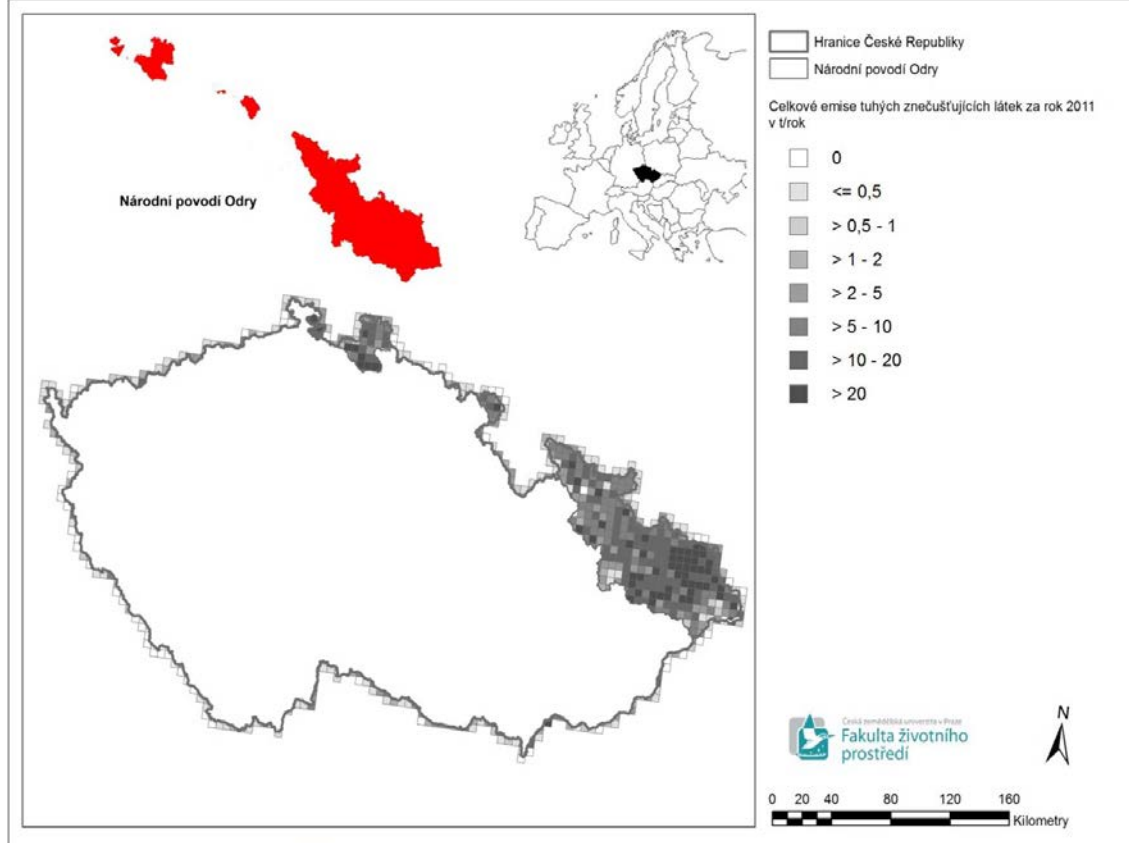 Národní povodí Odry
Hranice České Republiky
Národní povodí Odry
Celkové emise tuhých znečušťujících látek za rok 2011
v t/rok
0
<= 0,5
> 0,5 - 1
> 1 - 2
> 2 - 5
> 5 - 10
> 10 - 20
> 20
Česká zemědělská univerzita v Praze
Fakulta životního
prostředí
N
0 20 40 80 120 160
Kilometry